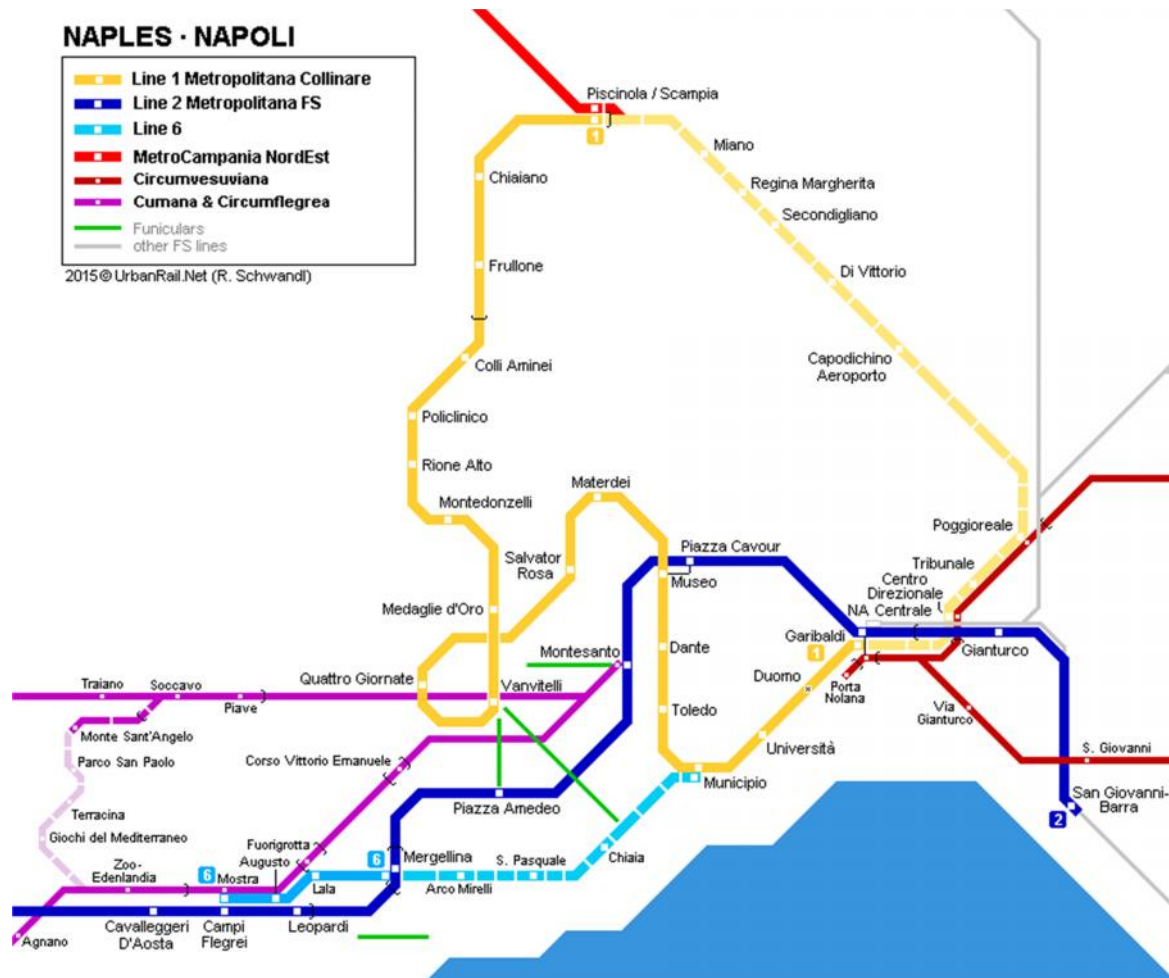 NAPLES · NAPOLI
Line 1 Metropolitana Collinare
Line 2 Metropolitana FS
Line 6
MetroCampania NordEst
Circumvesuviana
Cumana & Circumflegrea
Funiculars
other FS lines
2015©UrbanRail.Net (R. Schwandl)
Piscinola / Scampia
1
Miano
Chiaiano
Regina Margherita
Secondigliano
Frullone
Di Vittorio
Colli Aminei
Capodichino
Aeroporto
Policlinico
Rione Alto
Materdei
Montedonzelli
Poggioreale
Piazza Cavour
Salvator
Rosa
Museo
Tribunale
Centro
Direzionale
Medaglie d'Oro
NA Centrale
Garibaldi
1
Montesanto
Dante
Gianturco
Quattro Giornate
Vanvitelli
Duomo
Porta
Nolana
Traiano
Soccavo
Piave
Toledo
Via
Gianturco
Monte Sant'Angelo
Università
S. Giovanni
Parco San Paolo
Corso Vittorio Emanuele
Municipio
San Giovanni-
Barra
2
Piazza Amedeo
Terracina
Giochi del Mediterraneo
Fuorigrotta
Augusto
6
Mergellina
S. Pasquale
Chiaia
Zoo-
Edenlandia
6
Mostra
Lala
Arco Mirelli
Agnano
Cavalleggeri
D'Aosta
Campi
Flegrei
Leopardi